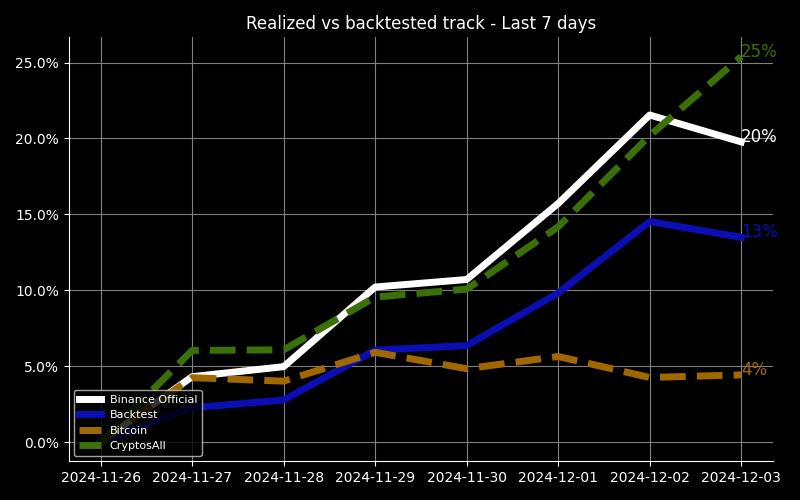 Realized vs backtested track - Last 7 days
25.0%
20.0%
15.0%
10.0%
5.0%
0.0%
25%
20%
13%
4%
Binance Official
Backtest
Bitcoin
CryptosAll
2024-11-26 2024-11-27 2024-11-28 2024-11-29 2024-11-30 2024-12-01 2024-12-02 2024-12-03